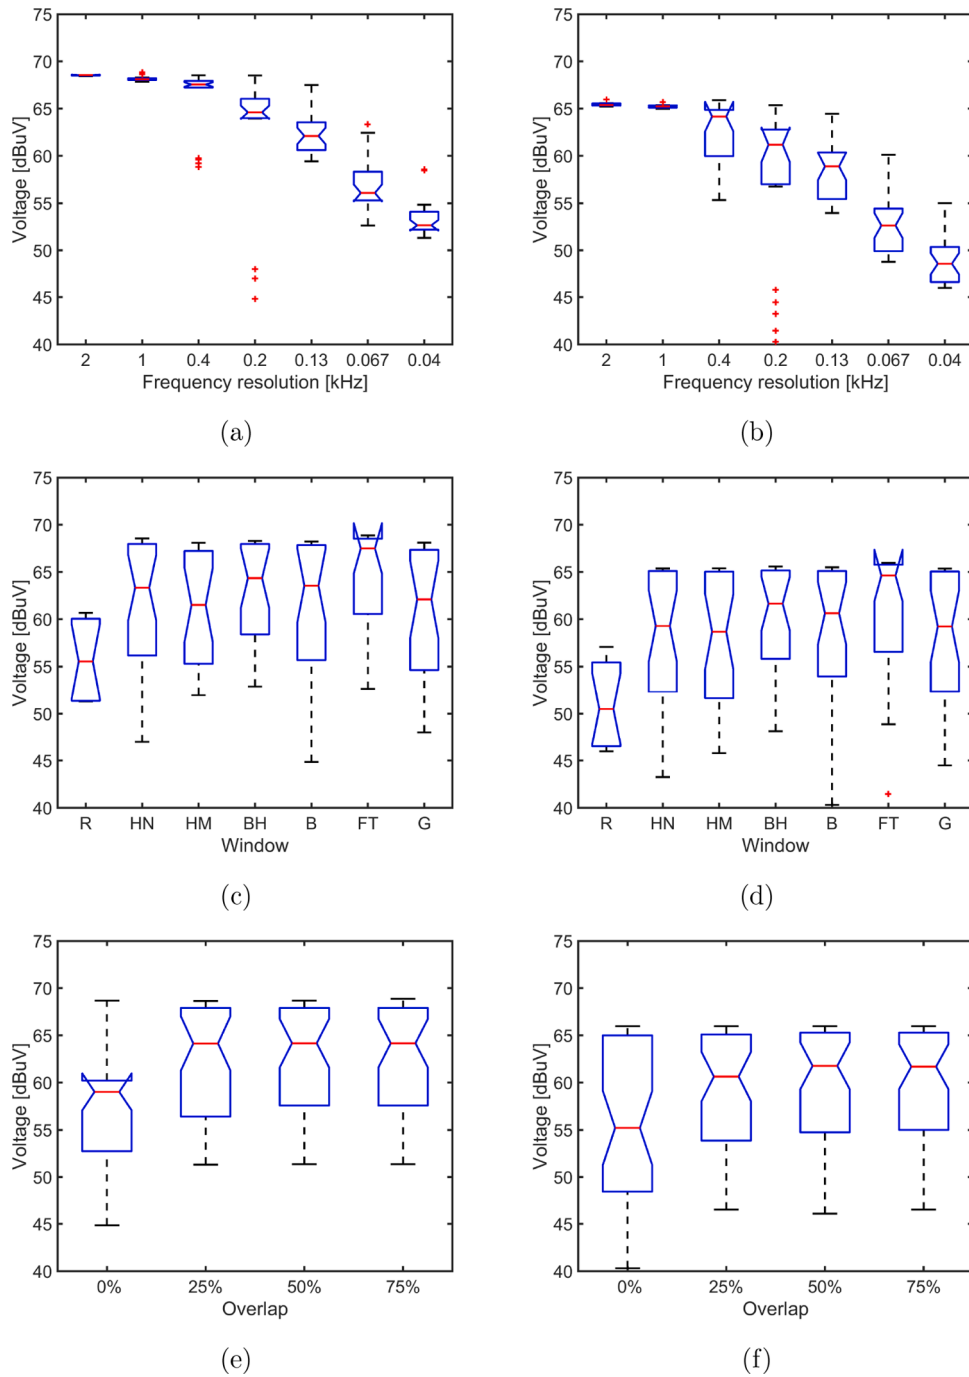 75
70
65
60
55
50
45
40
Voltage [dBuV]
2 1 0.4 0.2 0.13 0.067 0.04
Frequency resolution [kHz]
(a)
75
70
65
60
55
50
45
40
Voltage [dBuV]
2 1 0.4 0.2 0.13 0.067 0.04
Frequency resolution [kHz]
(b)
75
70
65
60
55
50
45
40
Voltage [dBuV]
R HN HM BH B FT G
Window
(c)
75
70
65
60
55
50
45
40
Voltage [dBuV]
R HN HM BH B FT G
Window
(d)
75
70
65
60
55
50
45
40
Voltage [dBuV]
0% 25% 50% 75%
Overlap
(e)
75
70
65
60
55
50
45
40
Voltage [dBuV]
0% 25% 50% 75%
Overlap
(f)